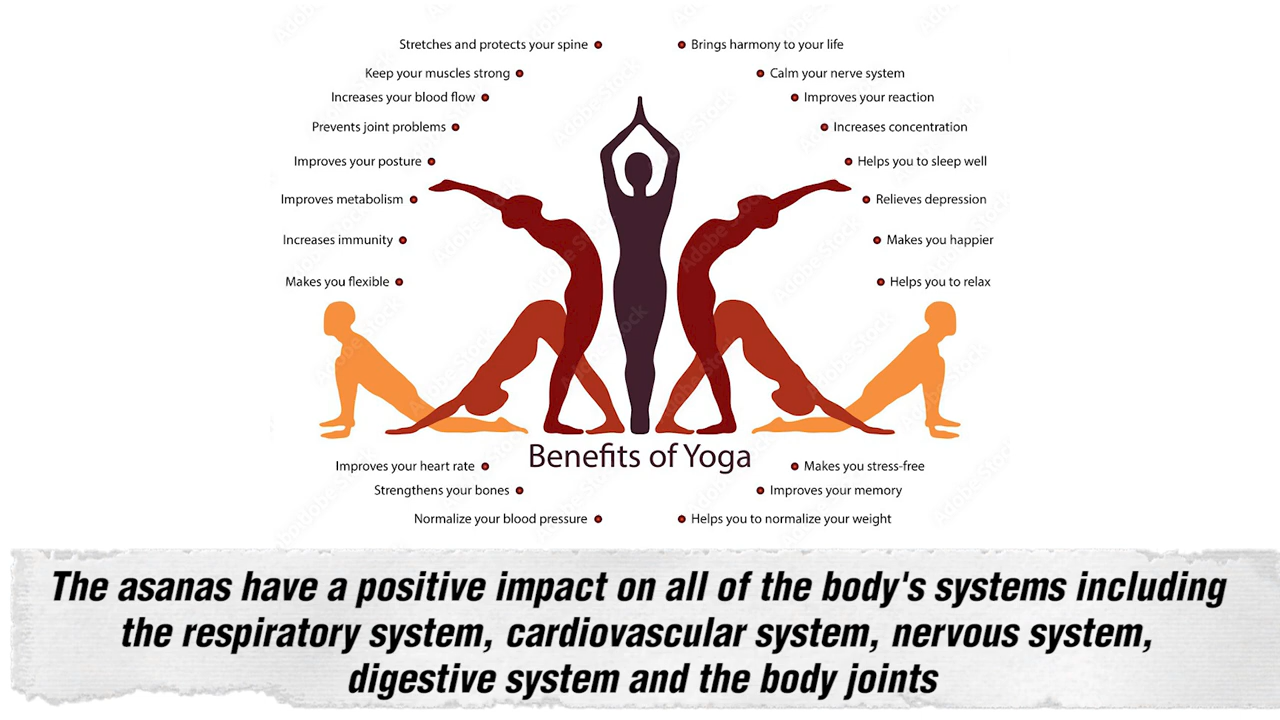 Stretches and protects your spine
Keep your muscles strong
Increases your blood flow
Prevents joint problems
Improves your posture
Improves metabolism
Increases immunity
Makes you flexible
Brings harmony to your life
Calm your nerve system
Improves your reaction
Increases concentration
Helps you to sleep well
Relieves depression
Makes you happier
Helps you to relax
Benefits of Yoga
Improves your heart rate
Strengthens your bones
Normalize your blood pressure
Makes you stress-free
Improves your memory
Helps you to normalize your weight
The asanas have a positive impact on all of the body's systems including
the respiratory system, cardiovascular system, nervous system,
digestive system and the body joints
Adobe Stock